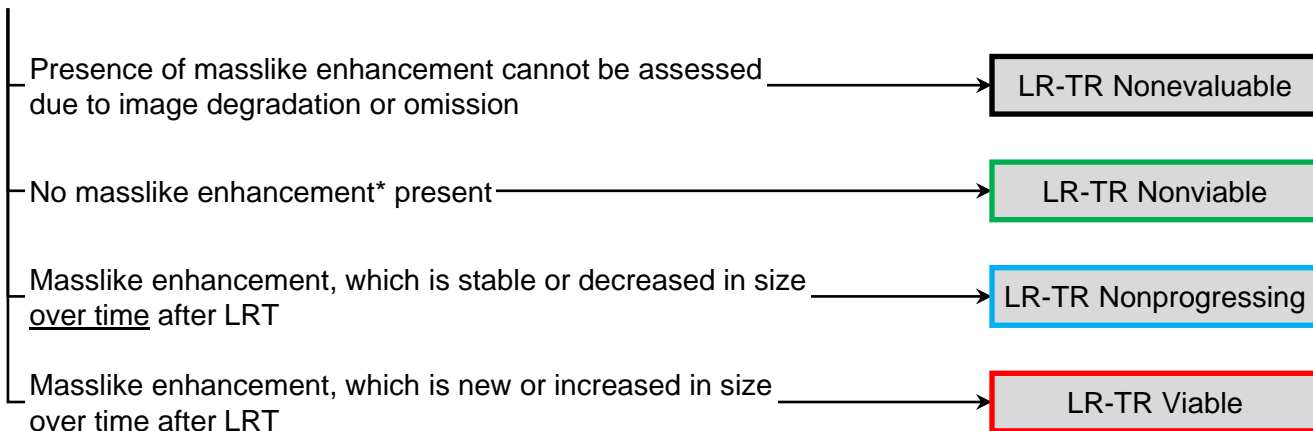 Presence of masslike enhancement cannot be assessed
due to image degradation or omission
LR-TR Nonevaluable
No masslike enhancement* present
LR-TR Nonviable
Masslike enhancement, which is stable or decreased in size
over time after LRT
LR-TR Nonprogressing
Masslike enhancement, which is new or increased in size
over time after LRT
LR-TR Viable